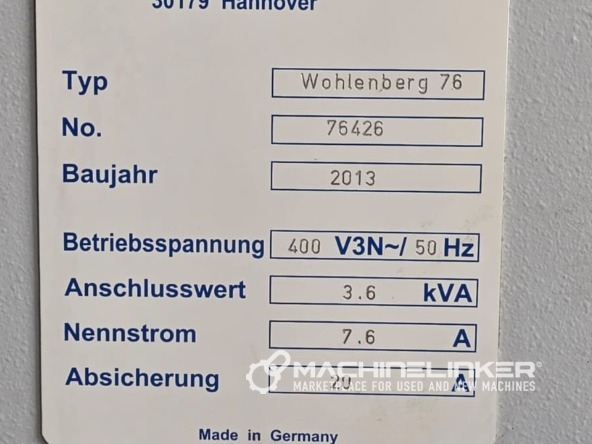 30179 Hannover
Typ Wohlenberg 76
No. 76426
Baujahr 2013
Betriebsspannung 400 V3N~/ 50 Hz
Anschlusswert 3.6 kVA
Nennstrom 7.6 A
Absicherung 20 A
MACHINELINKER®
MARKETPLACE FOR USED AND NEW MACHINES
Made in Germany